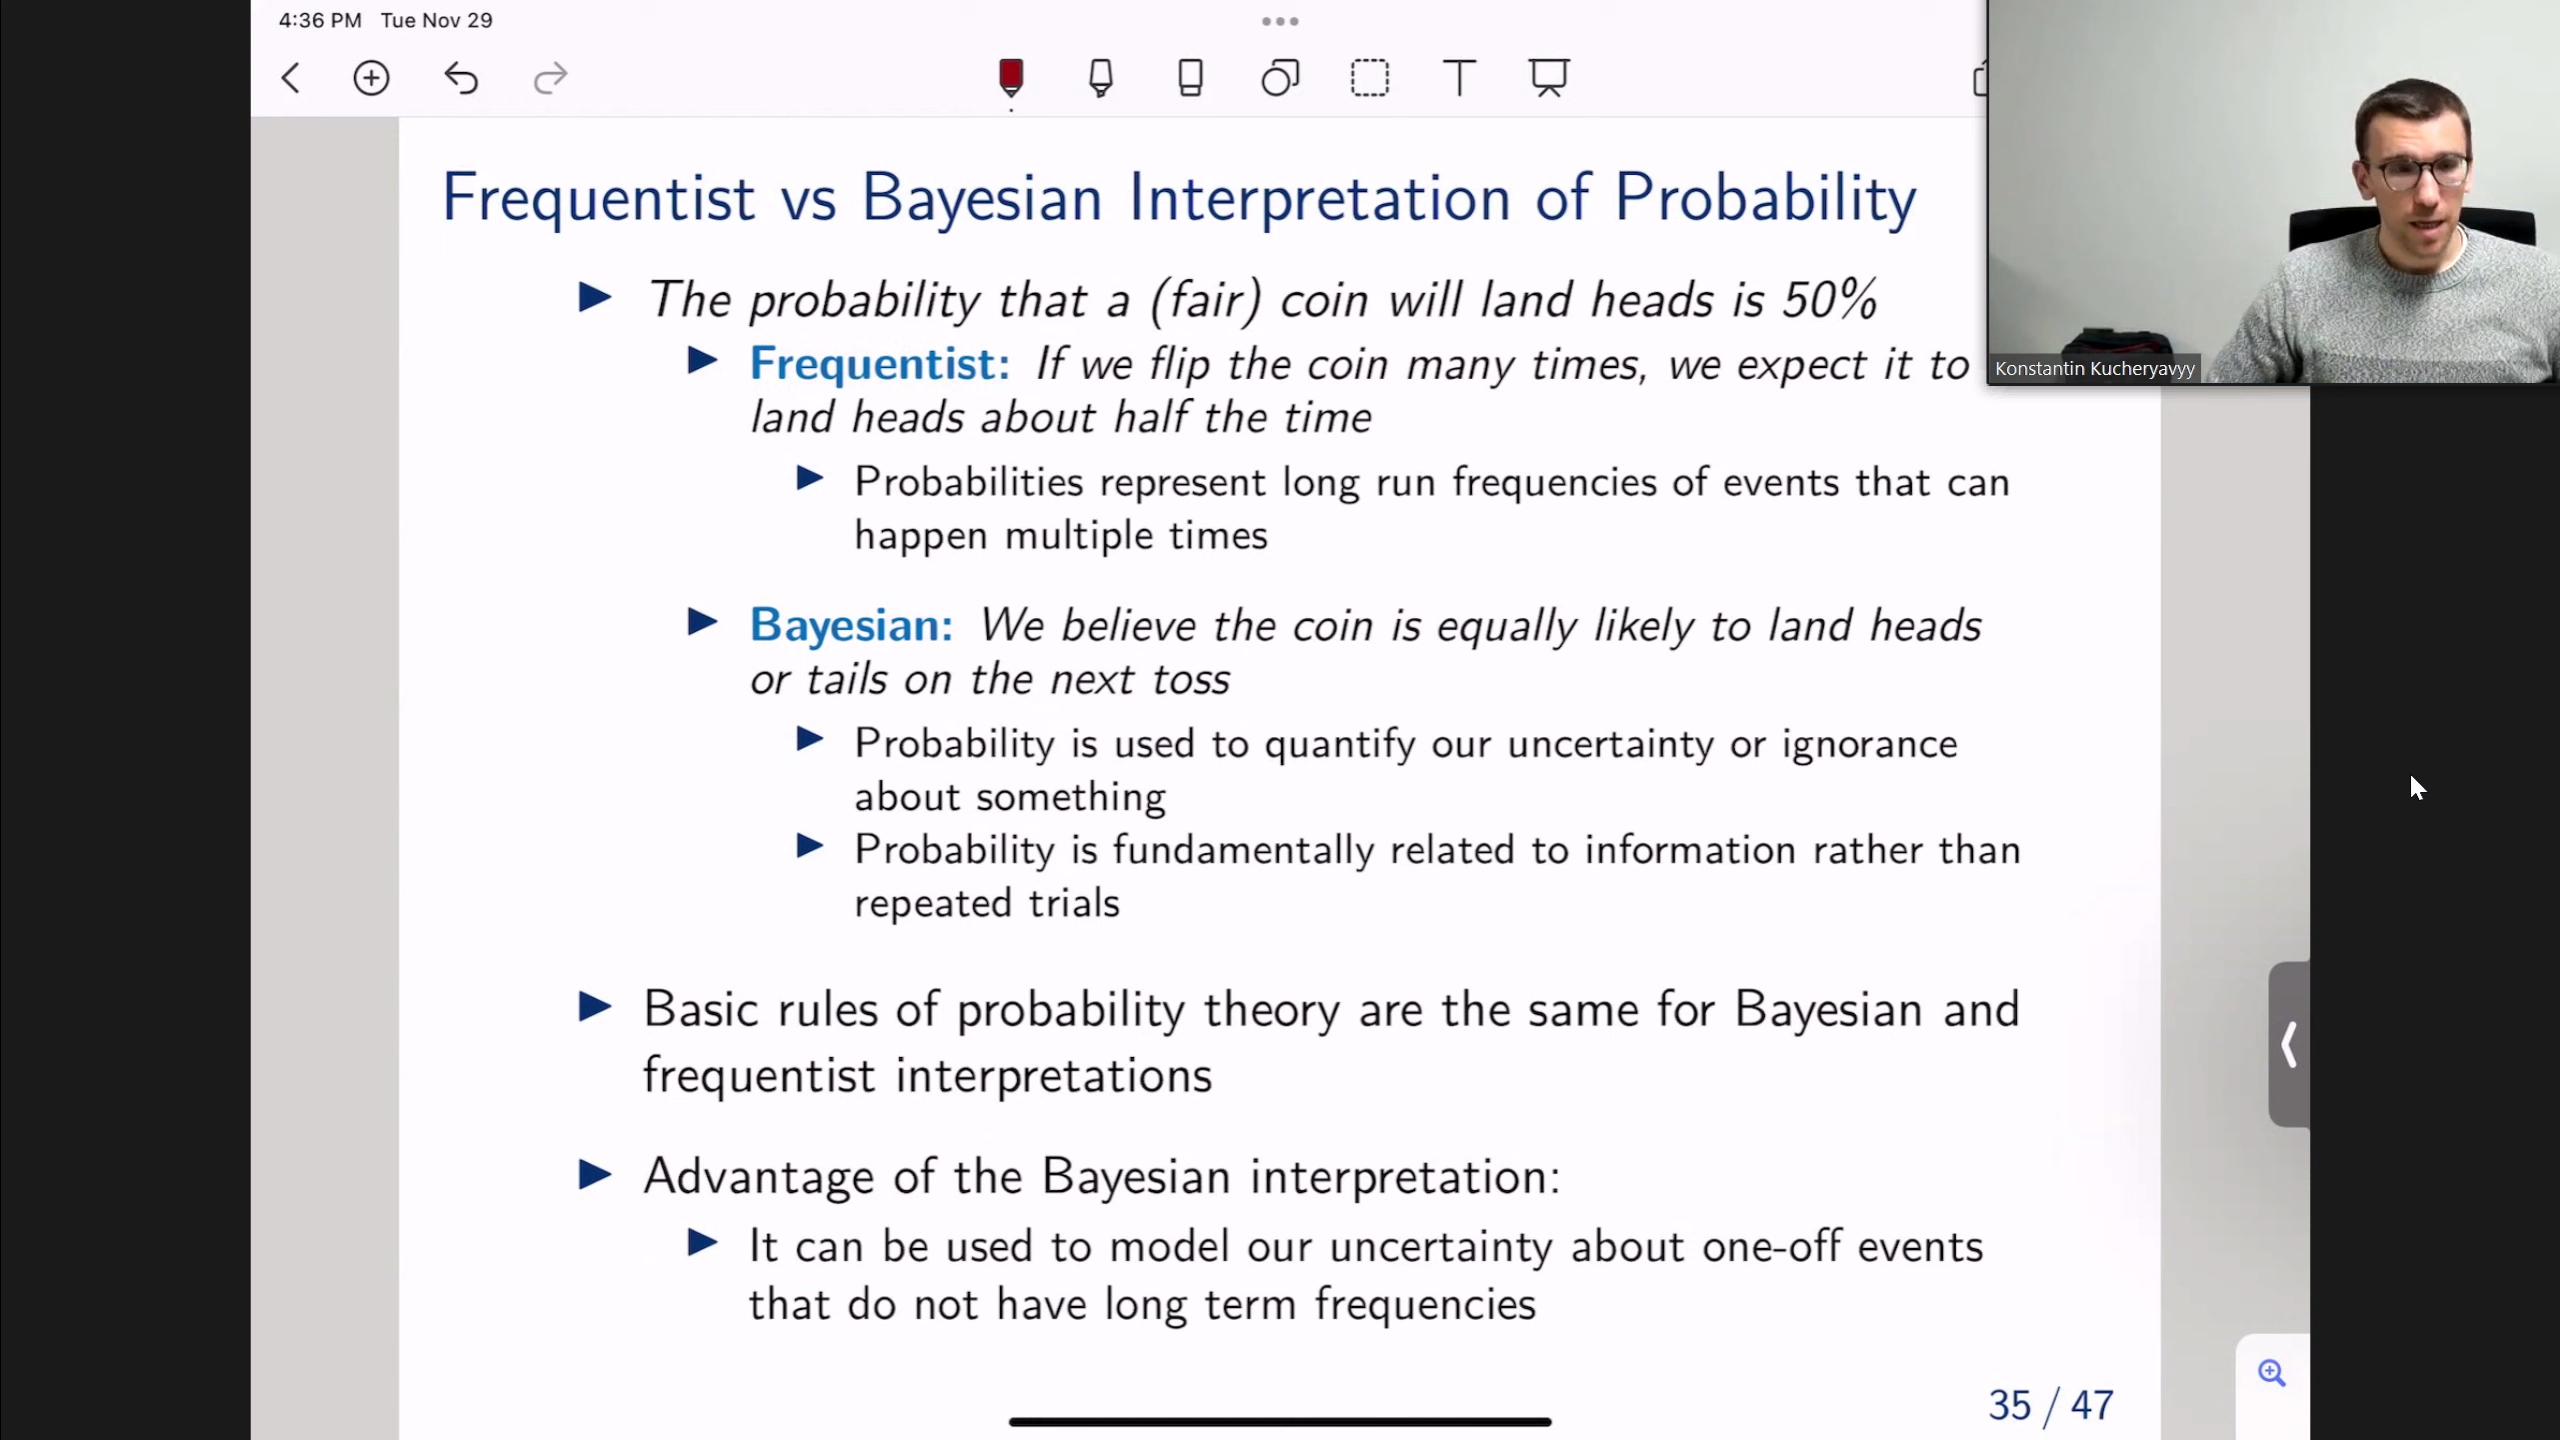 4:36 PM Tue Nov 29
Frequentist vs Bayesian Interpretation of Probability
The probability that a (fair) coin will land heads is 50%
Frequentist: If we flip the coin many times, we expect it to
land heads about half the time
Probabilities represent long run frequencies of events that can
happen multiple times
Bayesian: We believe the coin is equally likely to land heads
or tails on the next toss
Probability is used to quantify our uncertainty or ignorance
about something
Probability is fundamentally related to information rather than
repeated trials
Basic rules of probability theory are the same for Bayesian and
frequentist interpretations
Advantage of the Bayesian interpretation:
It can be used to model our uncertainty about one-off events
that do not have long term frequencies
35 / 47
Konstantin Kucheryavyy